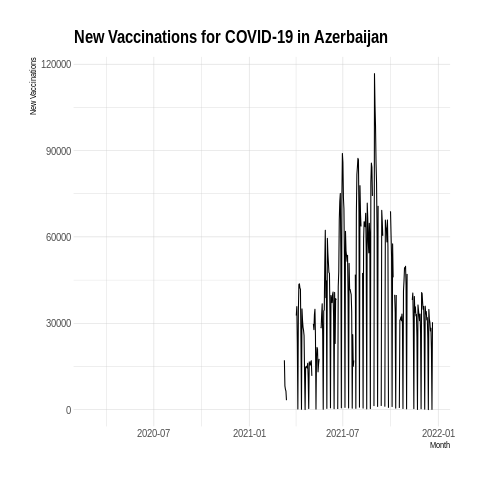 New Vaccinations for COVID-19 in Azerbaijan
New Vaccinations
120000
90000
60000
30000
0
2020-07 2021-01 2021-07 2022-01
Month